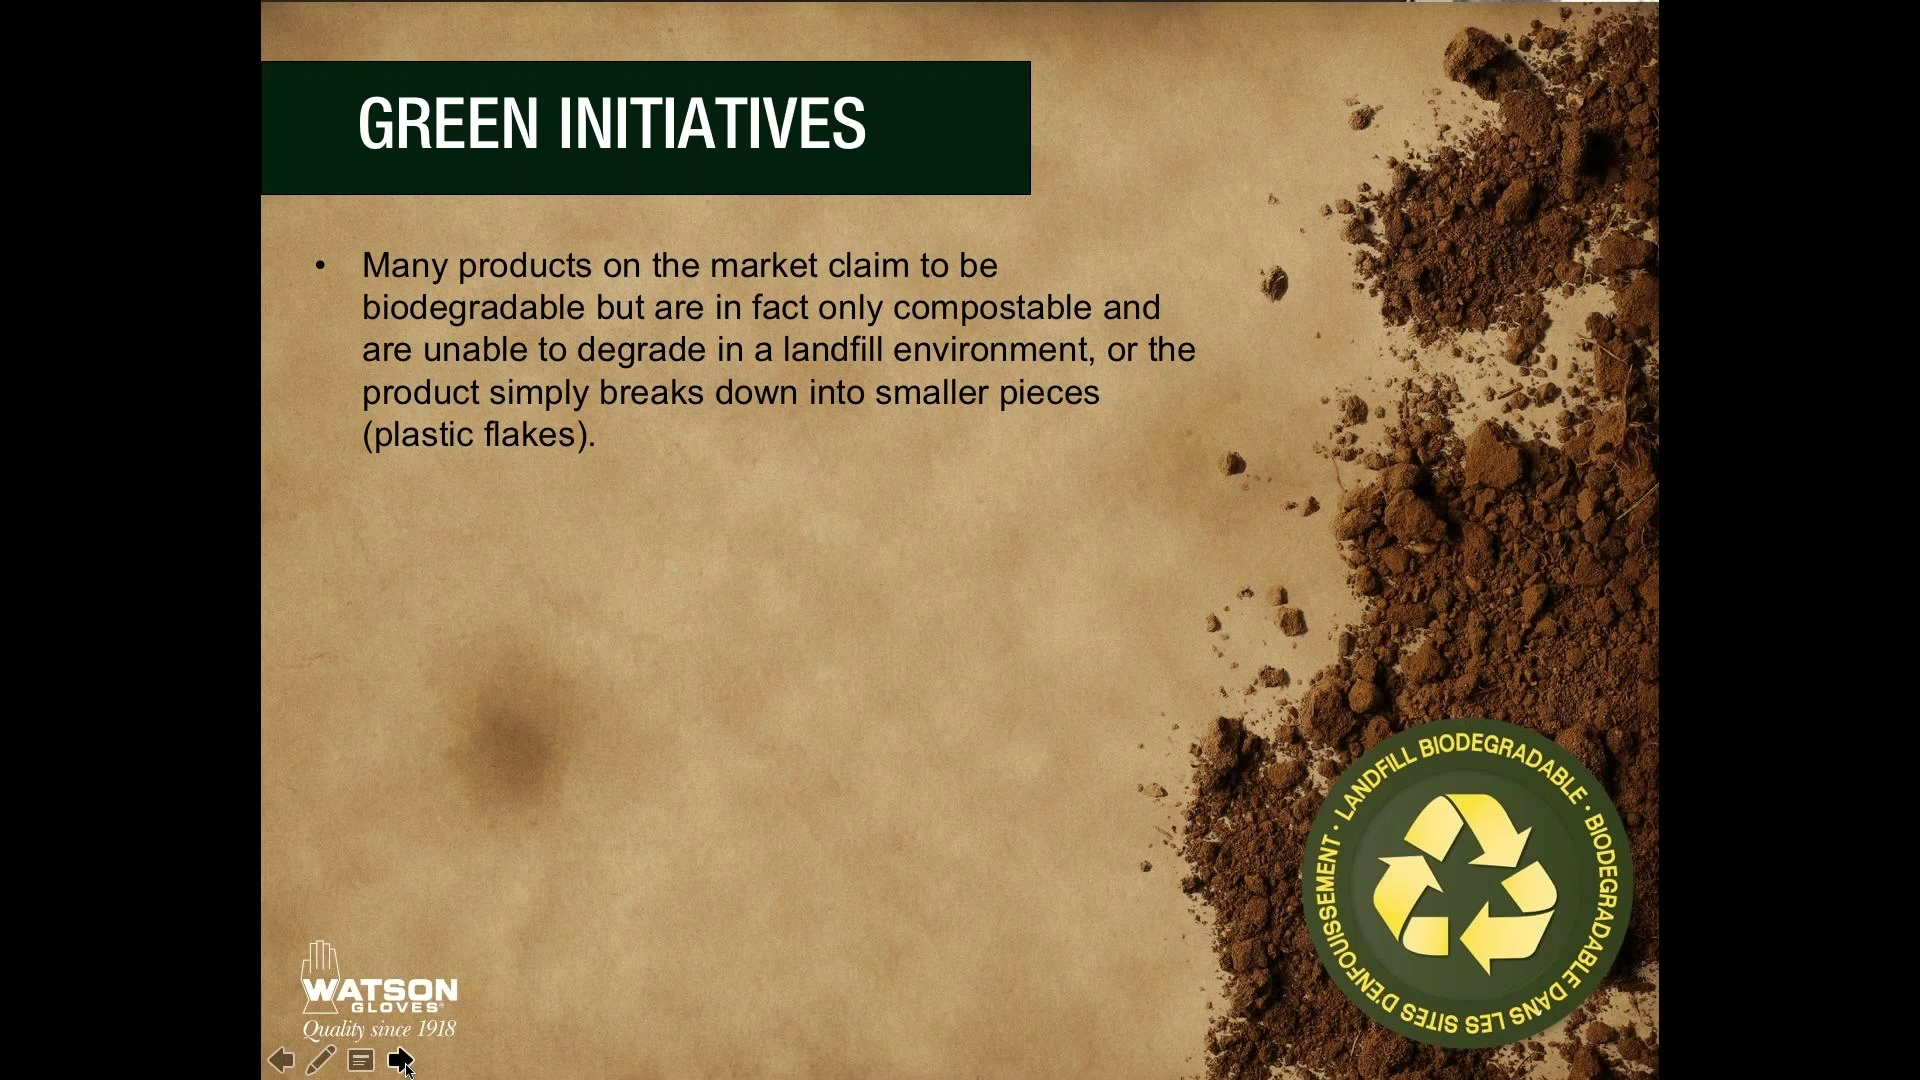 GREEN INITIATIVES
• Many products on the market claim to be
biodegradable but are in fact only compostable and
are unable to degrade in a landfill environment, or the
product simply breaks down into smaller pieces
(plastic flakes).
LANDFILL BIODEGRADABLE • BIODEGRADABLE DANS LES SITES D'ENFOUISSEMENT •
WATSON
GLOVES®
Quality since 1918